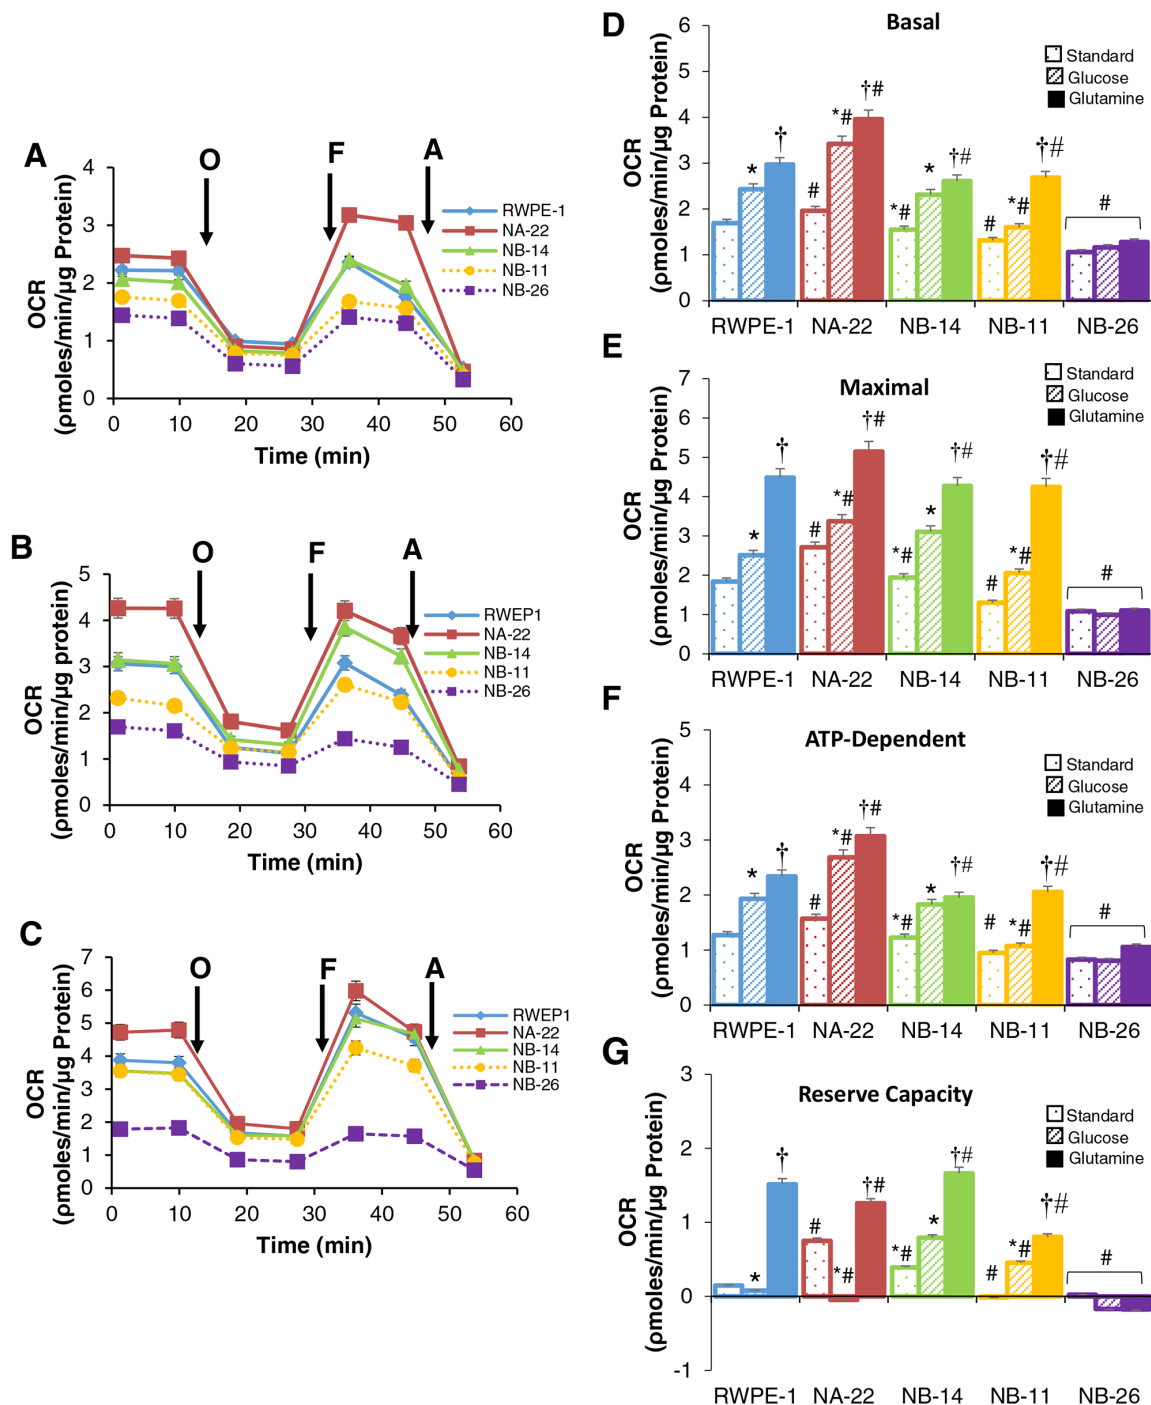 A
OCR
(ρmoles/min/µg Protein)
4
3
2
1
0
O
F
A
RWPE-1
NA-22
NB-14
NB-11
NB-26
0 10 20 30 40 50 60
Time (min)
B
OCR
(ρmoles/min/µg protein)
5
4
3
2
1
0
O
F
A
RWEP1
NA-22
NB-14
NB-11
NB-26
0 10 20 30 40 50 60
Time (min)
C
OCR
(ρmoles/min/µg Protein)
7
6
5
4
3
2
1
0
O
F
A
RWEP1
NA-22
NB-14
NB-11
NB-26
0 10 20 30 40 50 60
Time (min)
D
Basal
OCR
(ρmoles/min/µg Protein)
6
5
4
3
2
1
0
Standard
Glucose
Glutamine
* † # *# †# *# * †# # *# †# #
RWPE-1 NA-22 NB-14 NB-11 NB-26
E
Maximal
OCR
(ρmoles/min/µg Protein)
7
6
5
4
3
2
1
0
Standard
Glucose
Glutamine
* † # *# †# *# * †# # *# †# #
RWPE-1 NA-22 NB-14 NB-11 NB-26
F
ATP-Dependent
OCR
(ρmoles/min/µg Protein)
5
4
3
2
1
0
Standard
Glucose
Glutamine
* † # *# †# *# * †# # *# †# #
RWPE-1 NA-22 NB-14 NB-11 NB-26
G
Reserve Capacity
OCR
(ρmoles/min/µg Protein)
3
2
1
0
-1
Standard
Glucose
Glutamine
* † # *# †# *# * †# # *# †# #
RWPE-1 NA-22 NB-14 NB-11 NB-26